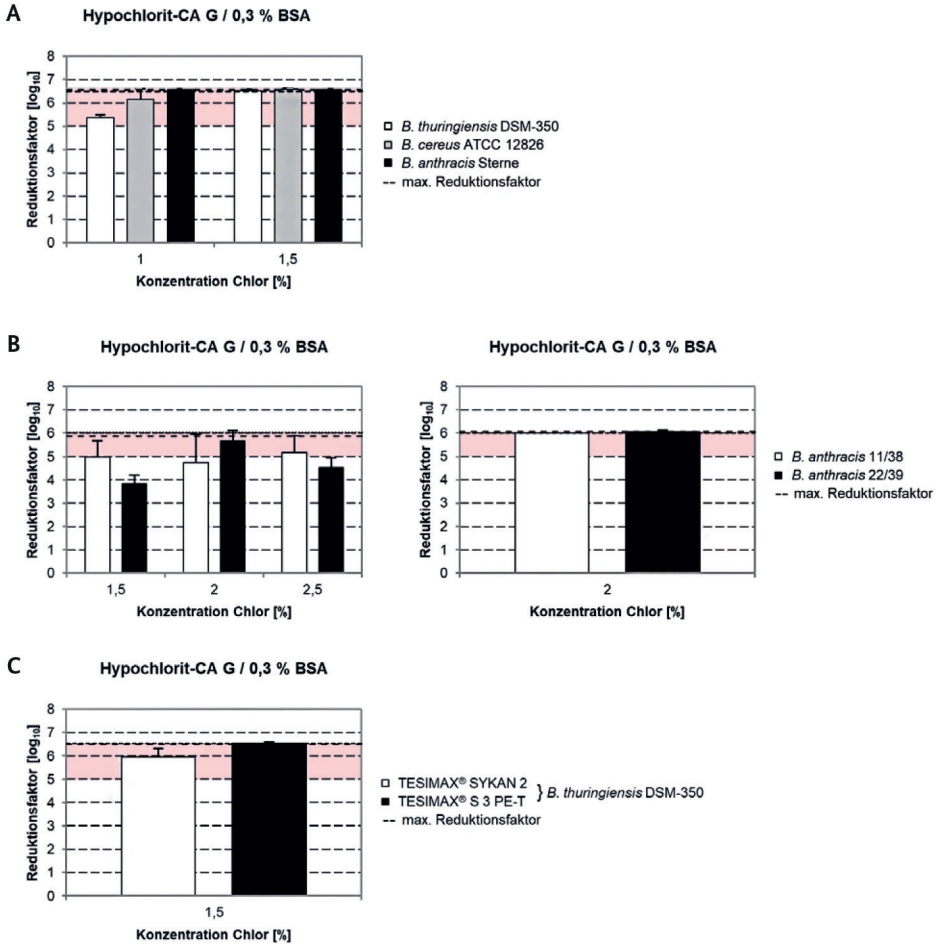 A
Hypochlorit-CA G / 0,3 % BSA
Reduktionsfaktor [log₁₀]
8
7
6
5
4
3
2
1
0
1
1,5
Konzentration Chlor [%]
B. thuringiensis DSM-350
B. cereus ATCC 12826
B. anthracis Sterne
max. Reduktionsfaktor
B
Hypochlorit-CA G / 0,3 % BSA
Reduktionsfaktor [log₁₀]
8
7
6
5
4
3
2
1
0
1,5
2
2,5
Konzentration Chlor [%]
Hypochlorit-CA G / 0,3 % BSA
Reduktionsfaktor [log₁₀]
8
7
6
5
4
3
2
1
0
2
Konzentration Chlor [%]
B. anthracis 11/38
B. anthracis 22/39
max. Reduktionsfaktor
C
Hypochlorit-CA G / 0,3 % BSA
Reduktionsfaktor [log₁₀]
8
7
6
5
4
3
2
1
0
1,5
Konzentration Chlor [%]
TESIMAX® SYKAN 2
TESIMAX® S 3 PE-T
} B. thuringiensis DSM-350
max. Reduktionsfaktor